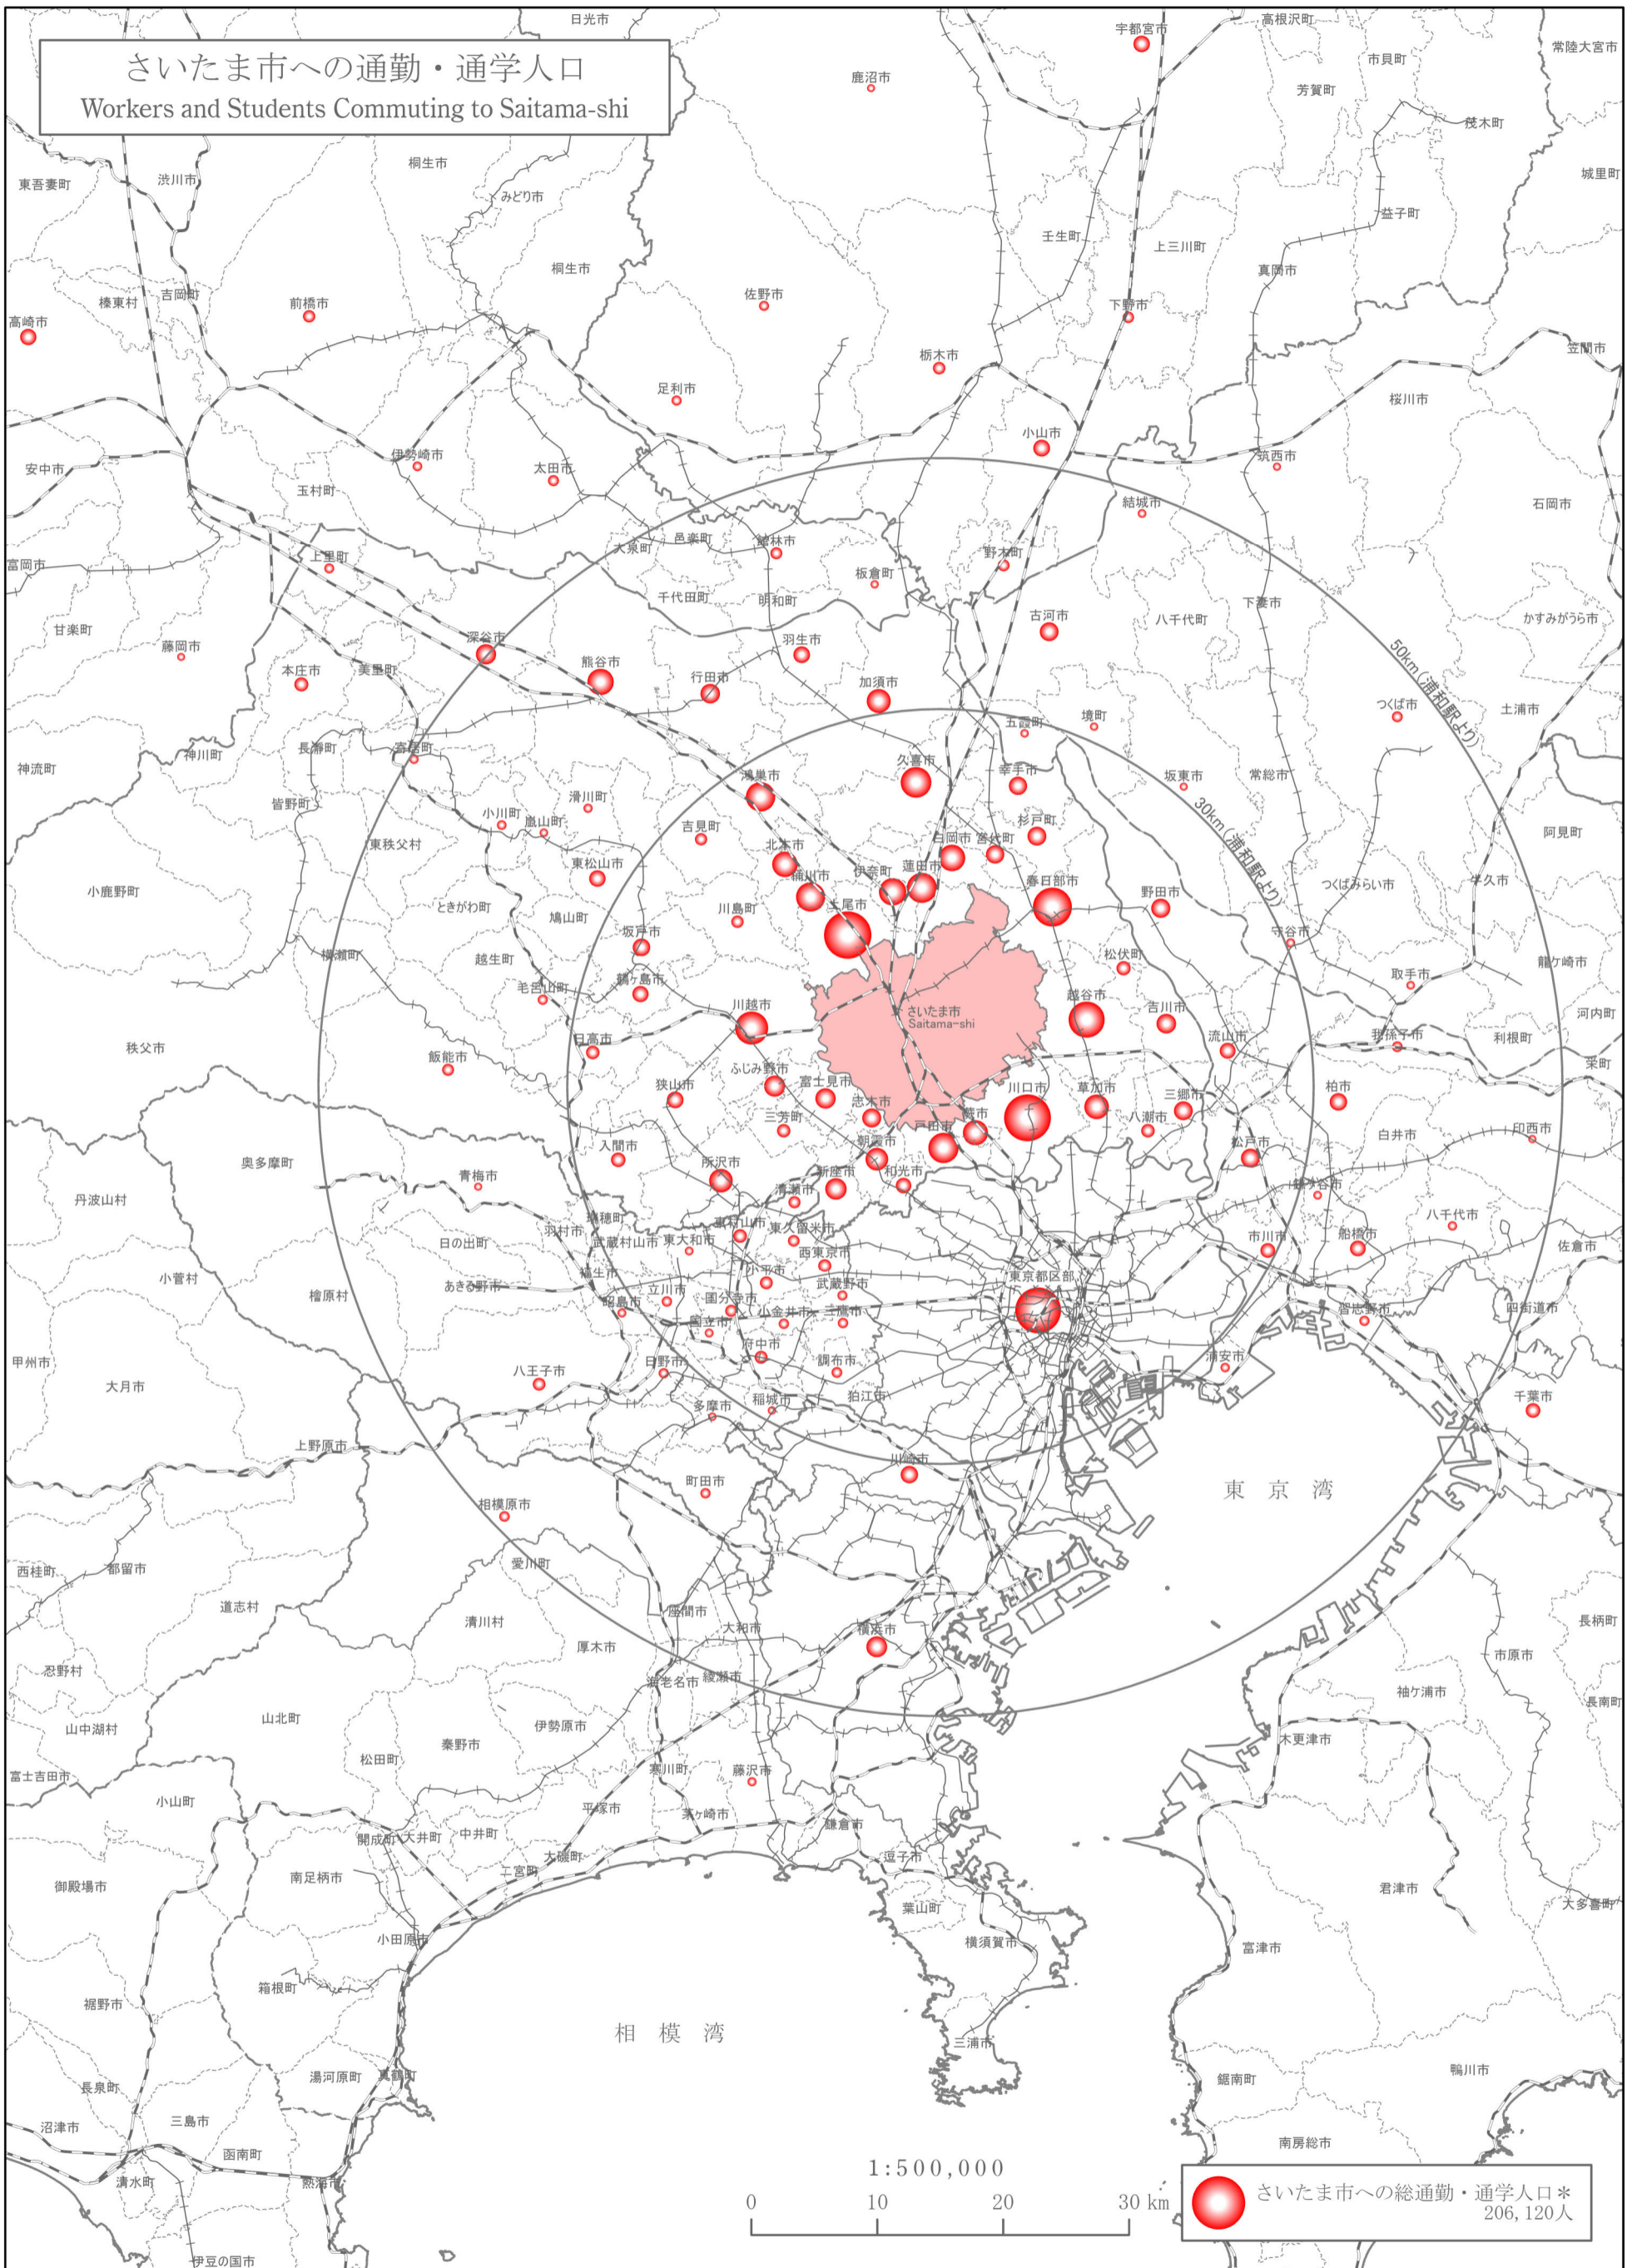 さいたま市への通勤・通学人口
Workers and Students Commuting to Saitama-shi
日光市
宇都宮市
高根沢町
常陸大宮市
市貝町
鹿沼市
芳賀町
茂木町
桐生市
東吾妻町
渋川市
城里町
みどり市
益子町
壬生町
上三川町
桐生市
真岡市
吉岡町
榛東村
前橋市
佐野市
下野市
高崎市
笠間市
栃木市
足利市
桜川市
小山市
伊勢崎市
筑西市
安中市
太田市
玉村町
結城市
石岡市
邑楽町
館林市
大泉町
野木町
上里町
富岡市
板倉町
千代田町
明和町
下妻市
古河市
八千代町
かすみがうら市
甘楽町
藤岡市
深谷市
羽生市
50km(浦和駅より)
本庄市
美里町
熊谷市
行田市
加須市
つくば市
土浦市
五霞町
境町
長瀞町
寄居町
神川町
神流町
久喜市
幸手市
鴻巣市
坂東市
常総市
皆野町
滑川町
30km(浦和駅より)
小川町
嵐山町
吉見町
杉戸町
阿見町
東秩父村
北本市
白岡市
宮代町
東松山市
桶川市
伊奈町
蓮田市
春日部市
つくばみらい市
牛久市
小鹿野町
ときがわ町
鳩山町
川島町
上尾市
野田市
坂戸市
守谷市
横瀬町
越生町
松伏町
龍ケ崎市
取手市
鶴ヶ島市
毛呂山町
川越市
越谷市
吉川市
さいたま市
Saitama-shi
河内町
秩父市
日高市
流山市
我孫子市
利根町
飯能市
ふじみ野市
栄町
狭山市
富士見市
川口市
草加市
三郷市
柏市
三芳町
志木市
蕨市
八潮市
戸田市
印西市
白井市
入間市
朝霞市
松戸市
奥多摩町
所沢市
新座市
和光市
青梅市
清瀬市
鎌ケ谷市
丹波山村
瑞穂町
東村山市
東久留米市
八千代市
羽村市
武蔵村山市
東大和市
日の出町
西東京市
市川市
船橋市
佐倉市
小菅村
福生市
小平市
東京都区部
あきる野市
立川市
武蔵野市
檜原村
昭島市
国分寺市
小金井市
三鷹市
習志野市
四街道市
国立市
府中市
甲州市
八王子市
日野市
調布市
浦安市
大月市
狛江市
稲城市
多摩市
千葉市
上野原市
川崎市
町田市
東京湾
相模原市
西桂町
都留市
愛川町
道志村
座間市
清川村
大和市
横浜市
長柄町
厚木市
市原市
忍野村
綾瀬市
海老名市
袖ケ浦市
長南町
山中湖村
山北町
伊勢原市
秦野市
木更津市
松田町
富士吉田市
寒川町
藤沢市
小山町
平塚市
茅ヶ崎市
鎌倉市
開成町
大井町
中井町
大磯町
逗子市
二宮町
南足柄市
御殿場市
君津市
葉山町
大多喜町
小田原市
横須賀市
富津市
箱根町
裾野市
相模湾
三浦市
湯河原町
真鶴町
長泉町
鋸南町
鴨川市
沼津市
三島市
函南町
南房総市
清水町
熱海市
1:500,000
0 10 20 30 km
さいたま市への総通勤・通学人口＊
206,120人
伊豆の国市